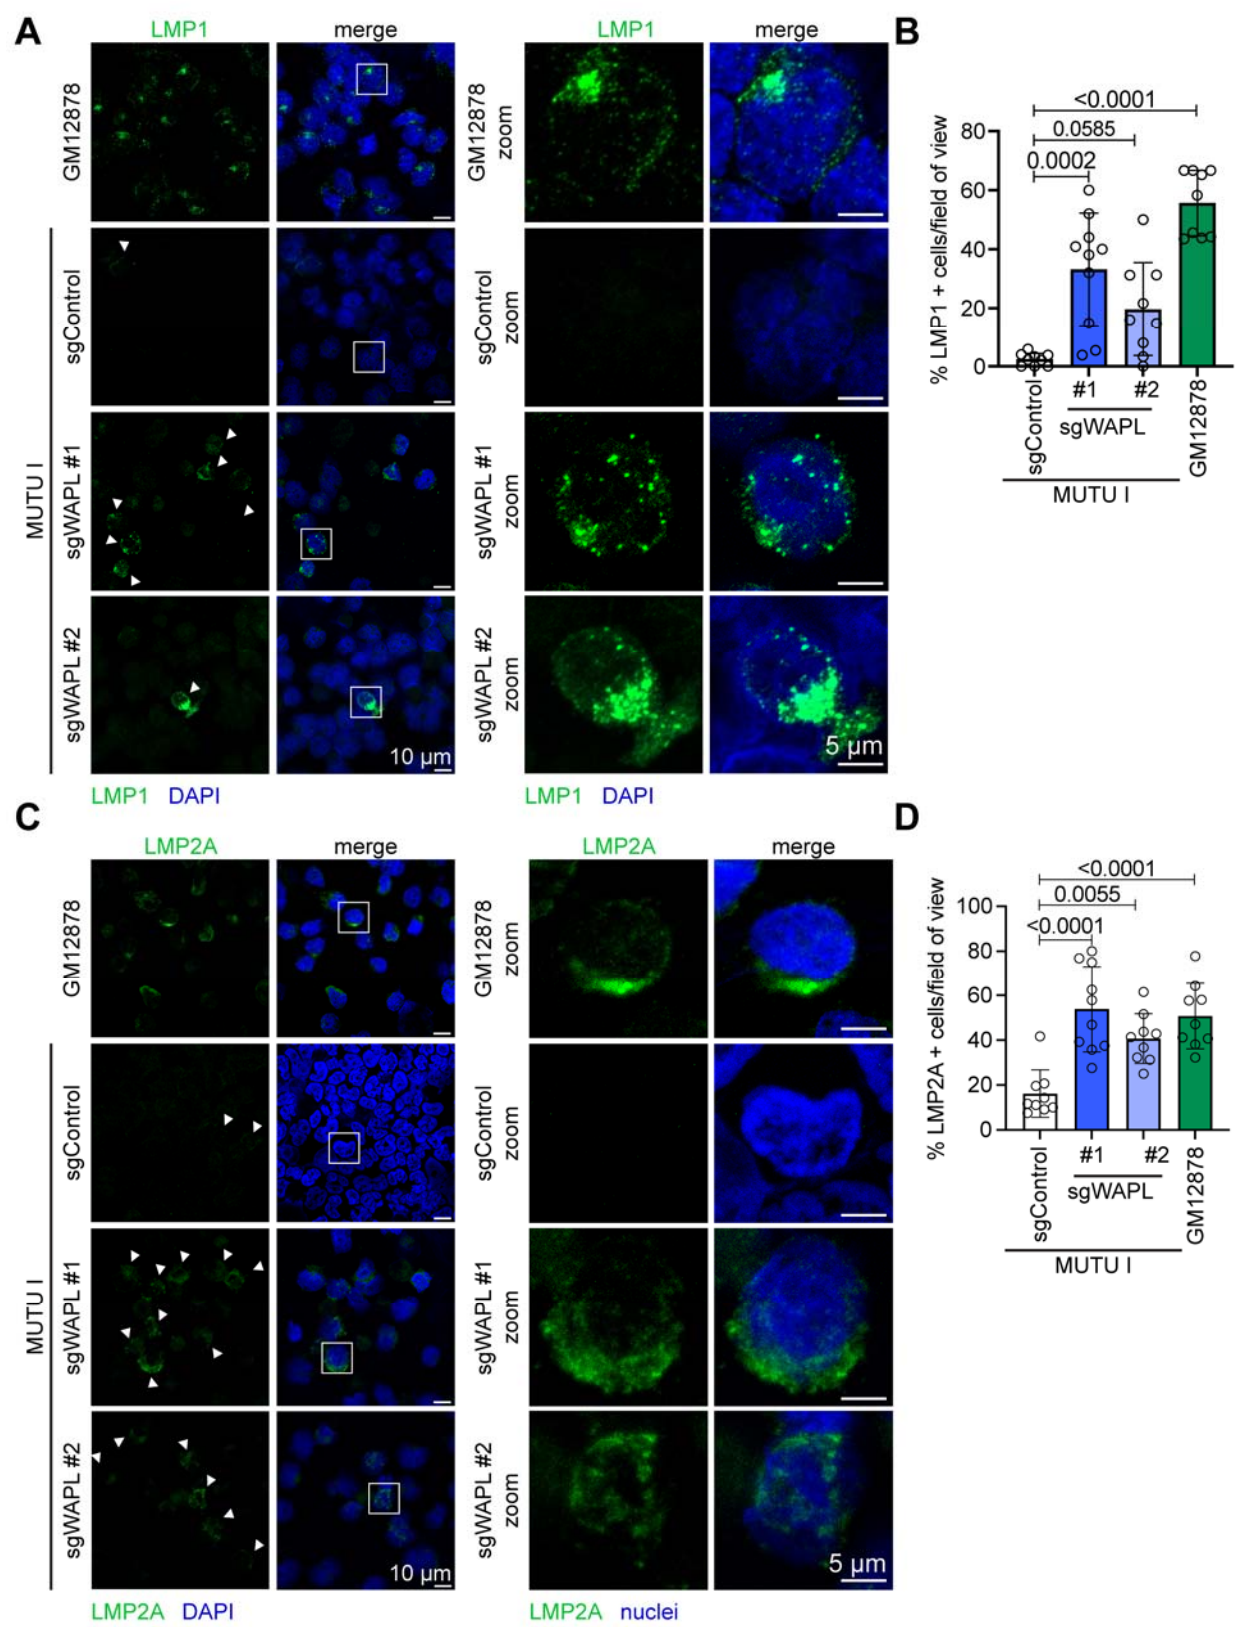 A
LMP1 merge LMP1 merge
GM12878
GM12878 zoom
MUTU I
sgControl
sgControl zoom
sgWAPL #1
sgWAPL #1 zoom
sgWAPL #2
sgWAPL #2 zoom
10 µm
5 µm
LMP1 DAPI LMP1 DAPI
B
<0.0001
0.0585
0.0002
% LMP1 + cells/field of view
80
60
40
20
0
sgControl
#1 #2
sgWAPL
GM12878
MUTU I
C
LMP2A merge LMP2A merge
GM12878
GM12878 zoom
MUTU I
sgControl
sgControl zoom
sgWAPL #1
sgWAPL #1 zoom
sgWAPL #2
sgWAPL #2 zoom
10 µm
5 µm
LMP2A DAPI LMP2A nuclei
D
<0.0001
0.0055
<0.0001
% LMP2A + cells/field of view
100
80
60
40
20
0
sgControl
#1 #2
sgWAPL
GM12878
MUTU I